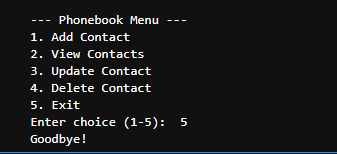 --- Phonebook Menu ---
1. Add Contact
2. View Contacts
3. Update Contact
4. Delete Contact
5. Exit
Enter choice (1-5):  5
Goodbye!